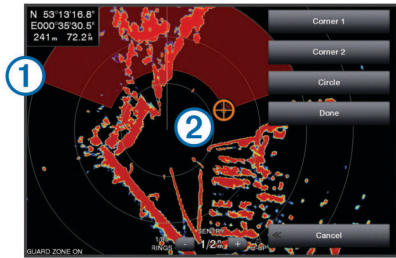 N 53°13'16.8"
E000°35'30.5"
241m 72.2
Corner 1
Corner 2
Circle
Done
1
2
SENTRY
RINGS
- 1/2 +
Cancel
GUARD ZONE ON